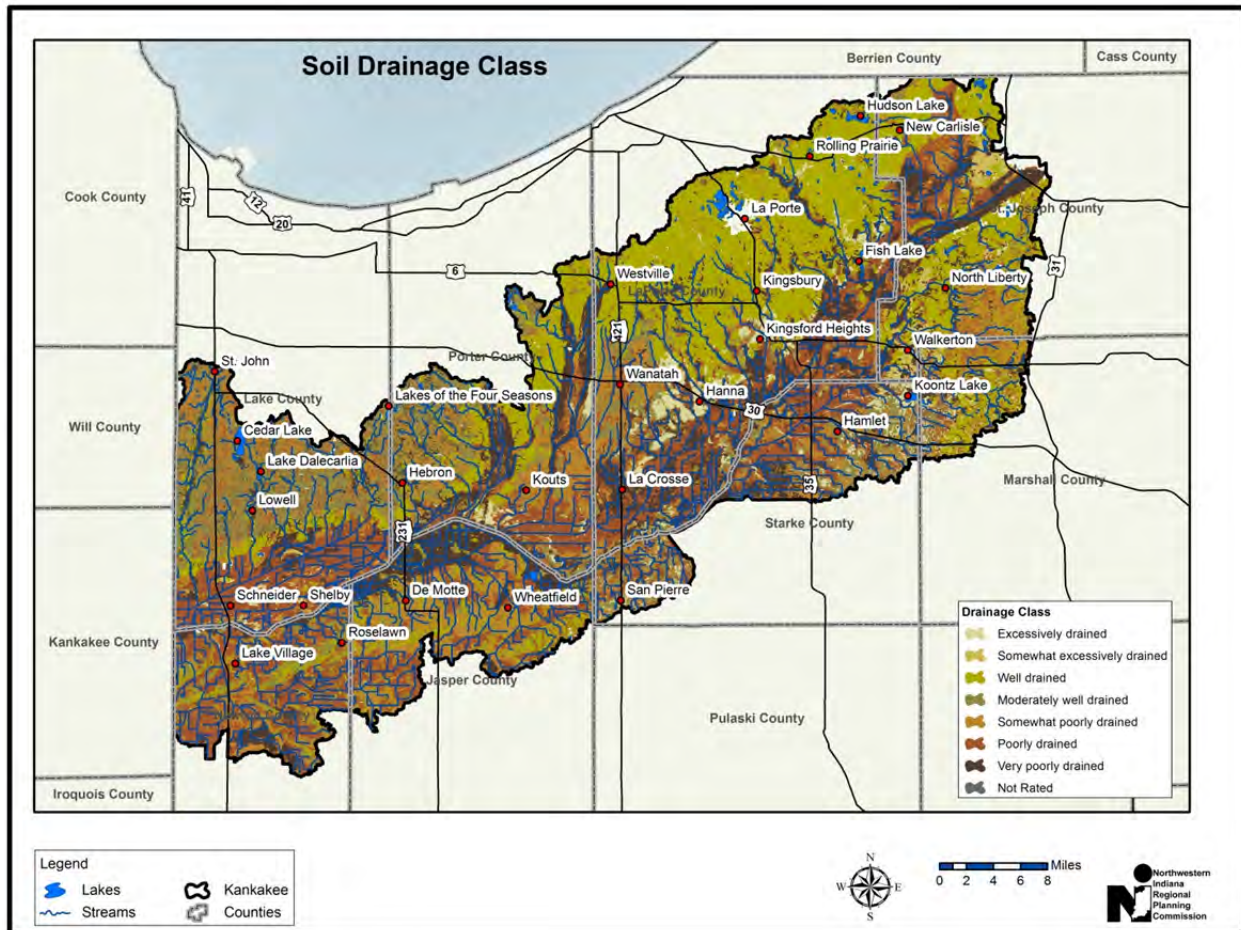 Soil Drainage Class
Berrien County
Cass County
Hudson Lake
New Carlisle
Rolling Prairie
Cook County
41
12
20
La Porte
St. Joseph County
Fish Lake
31
6
Westville
Kingsbury
North Liberty
LaPorte County
421
Kingsford Heights
Walkerton
Porter County
St. John
Wanatah
Koontz Lake
Lake County
Lakes of the Four Seasons
Hanna
30
Will County
Cedar Lake
Hamlet
Lake Dalecarlia
Hebron
Kouts
La Crosse
35
Marshall County
Lowell
231
Starke County
Schneider
Shelby
De Motte
Wheatfield
San Pierre
Kankakee County
Roselawn
Lake Village
Jasper County
Pulaski County
Iroquois County
Drainage Class
Excessively drained
Somewhat excessively drained
Well drained
Moderately well drained
Somewhat poorly drained
Poorly drained
Very poorly drained
Not Rated
Legend
Lakes
Kankakee
Streams
Counties
N
W
E
S
Miles
0 1 2 4 6 8
Northwestern
Indiana
Regional
Planning
Commission